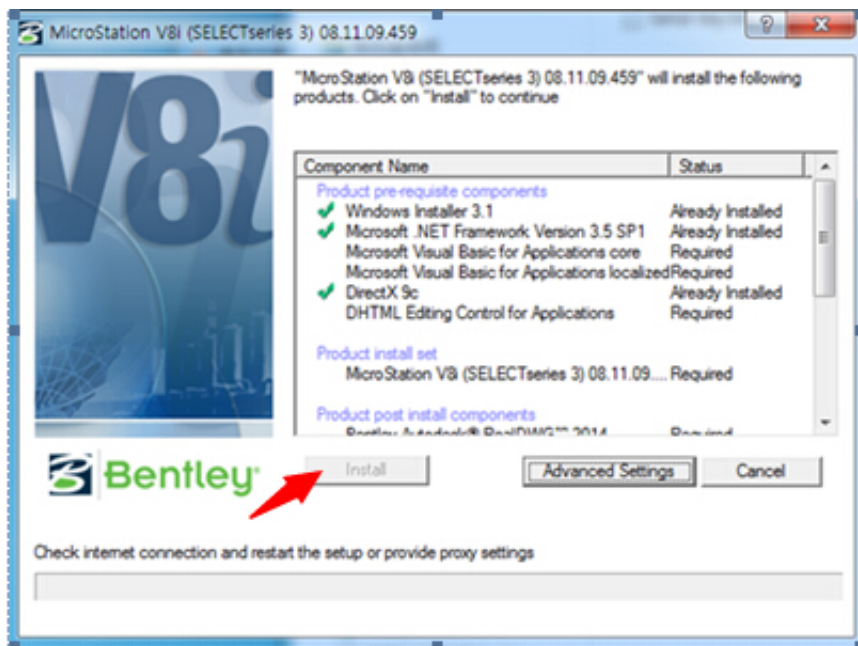 MicroStation V8i (SELECTseries 3) 08.11.09.459
V8i
"MicroStation V8i (SELECTseries 3) 08.11.09.459" will install the following
products. Click on "Install" to continue
Component Name Status
Product pre-requisite components
Windows Installer 3.1 Already Installed
Microsoft .NET Framework Version 3.5 SP1 Already Installed
Microsoft Visual Basic for Applications core Required
Microsoft Visual Basic for Applications localized Required
DirectX 9c Already Installed
DHTML Editing Control for Applications Required
Product install set
MicroStation V8i (SELECTseries 3) 08.11.09.... Required
Product post install components
Bentley Autodesk® RealDWG™ 2014 Required
Bentley
Install Advanced Settings Cancel
Check internet connection and restart the setup or provide proxy settings